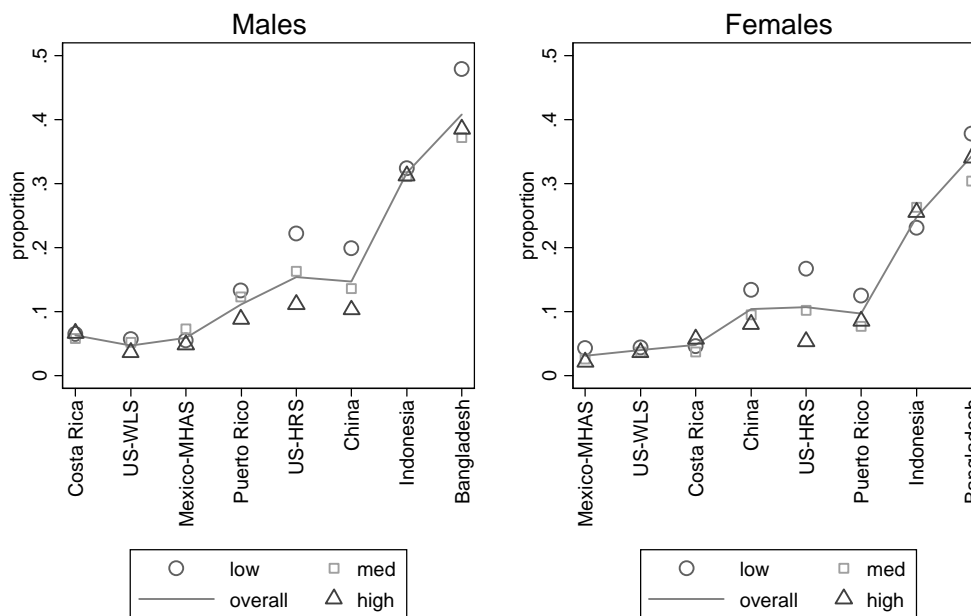 Males
proportion
.5
.4
.3
.2
.1
0
Costa Rica
US-WLS
Mexico-MHAS
Puerto Rico
US-HRS
China
Indonesia
Bangladesh
low
med
overall
high
Females
proportion
.5
.4
.3
.2
.1
0
Mexico-MHAS
US-WLS
Costa Rica
China
US-HRS
Puerto Rico
Indonesia
Bangladesh
low
med
overall
high